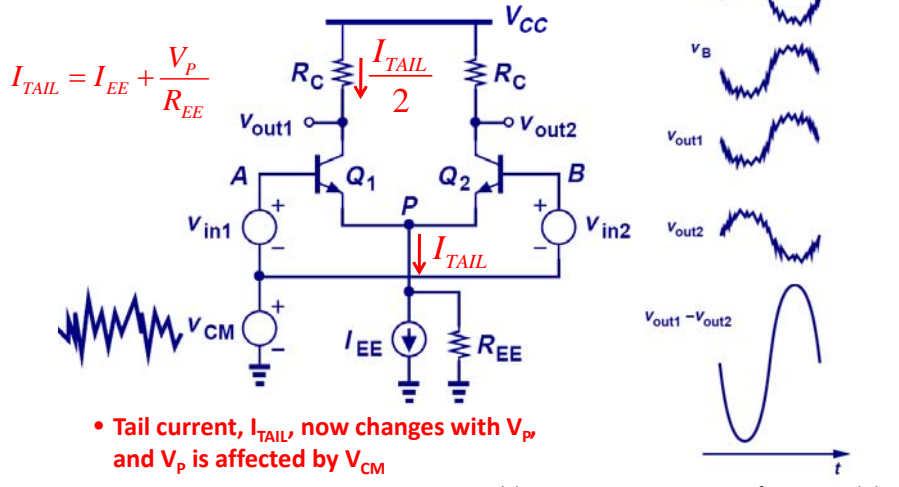 V_CC
v_B
I_TAIL = I_EE + V_P / R_EE
R_C
I_TAIL / 2
R_C
v_out1
v_out2
v_out1
A
Q_1
Q_2
B
P
v_in1
+
−
+
−
v_in2
v_out2
I_TAIL
v_CM
+
−
I_EE
R_EE
v_out1 − v_out2
• Tail current, I_TAIL, now changes with V_P,
and V_P is affected by V_CM
t